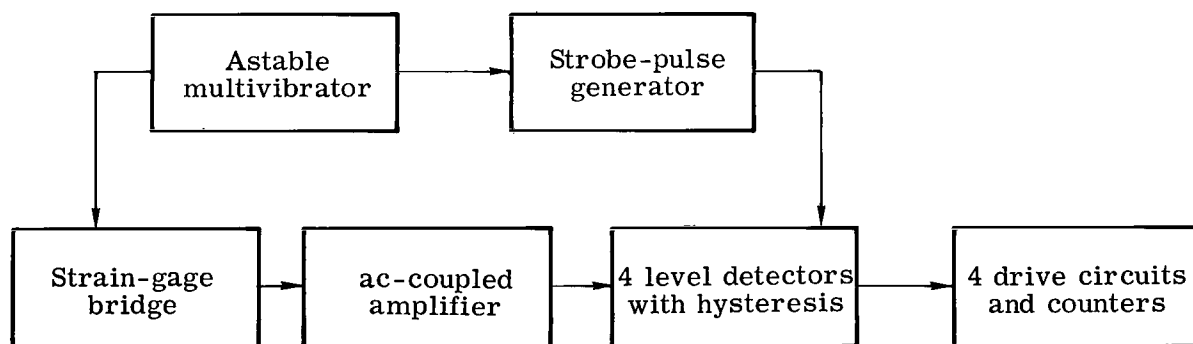 Astable
multivibrator
Strobe-pulse
generator
Strain-gage
bridge
ac-coupled
amplifier
4 level detectors
with hysteresis
4 drive circuits
and counters